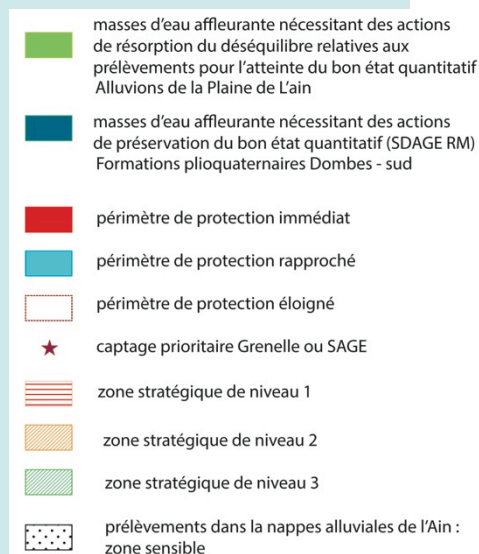 masses d'eau affleurante nécessitant des actions
de résorption du déséquilibre relatives aux
prélèvements pour l'atteinte du bon état quantitatif
Alluvions de la Plaine de L'ain
masses d'eau affleurante nécessitant des actions
de préservation du bon état quantitatif (SDAGE RM)
Formations plioquaternaires Dombes - sud
périmètre de protection immédiat
périmètre de protection rapproché
périmètre de protection éloigné
captage prioritaire Grenelle ou SAGE
zone stratégique de niveau 1
zone stratégique de niveau 2
zone stratégique de niveau 3
prélèvements dans la nappes alluviales de l'Ain :
zone sensible